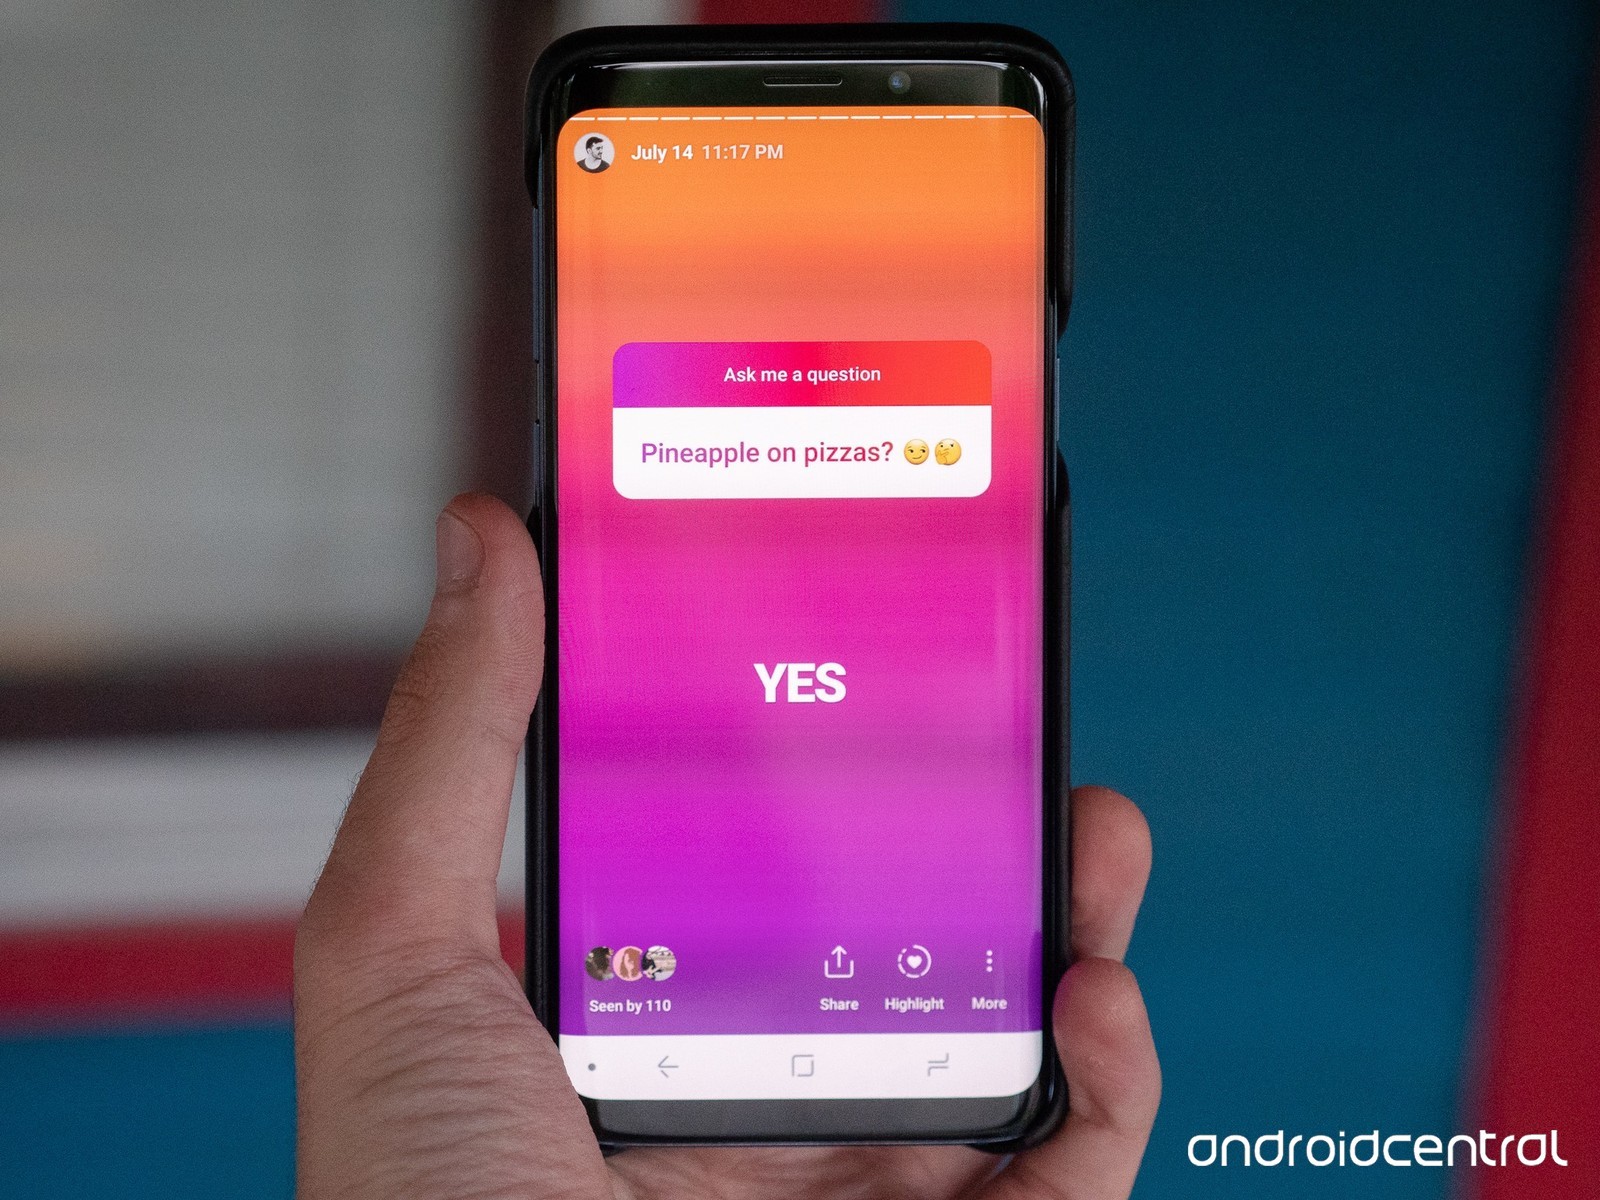 July 14 11:17 PM
Ask me a question
Pineapple on pizzas? 😏🤔
YES
Seen by 110
Share
Highlight
More
androidcentral